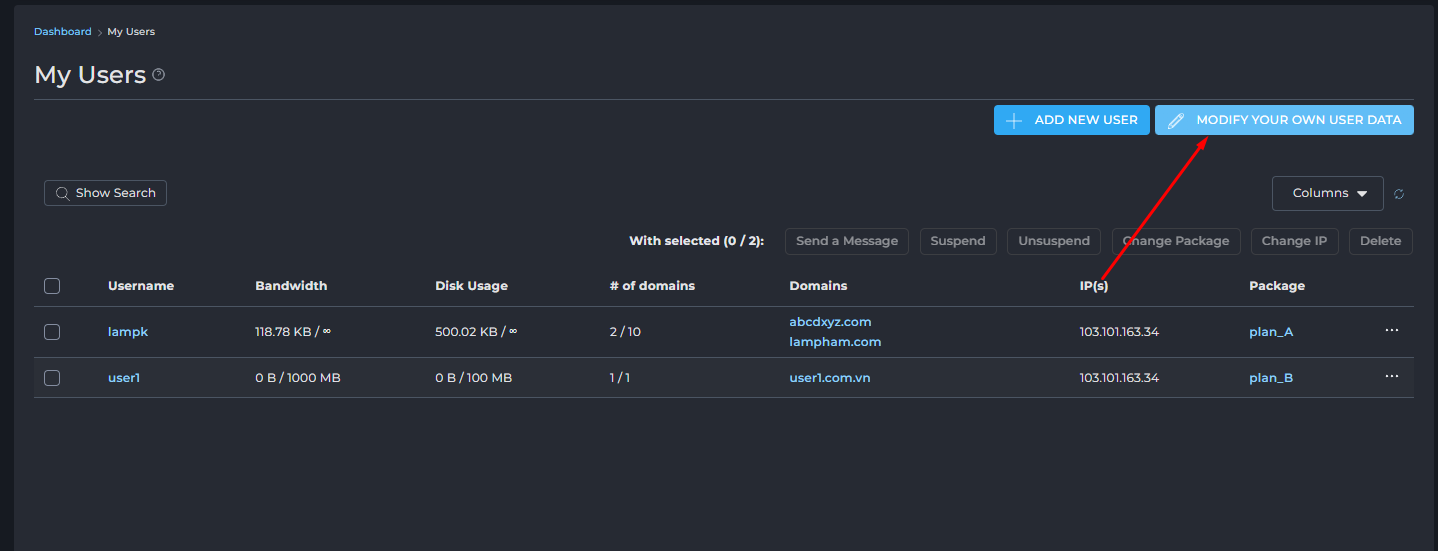 Dashboard > My Users
My Users ?
ADD NEW USER MODIFY YOUR OWN USER DATA
Show Search Columns
With selected (0 / 2): Send a Message Suspend Unsuspend Change Package Change IP Delete
Username Bandwidth Disk Usage # of domains Domains IP(s) Package
lampk 118.78 KB / ∞ 500.02 KB / ∞ 2 / 10 abcdxyz.com 103.101.163.34 plan_A ...
lampham.com
user1 0 B / 1000 MB 0 B / 100 MB 1 / 1 user1.com.vn 103.101.163.34 plan_B ...